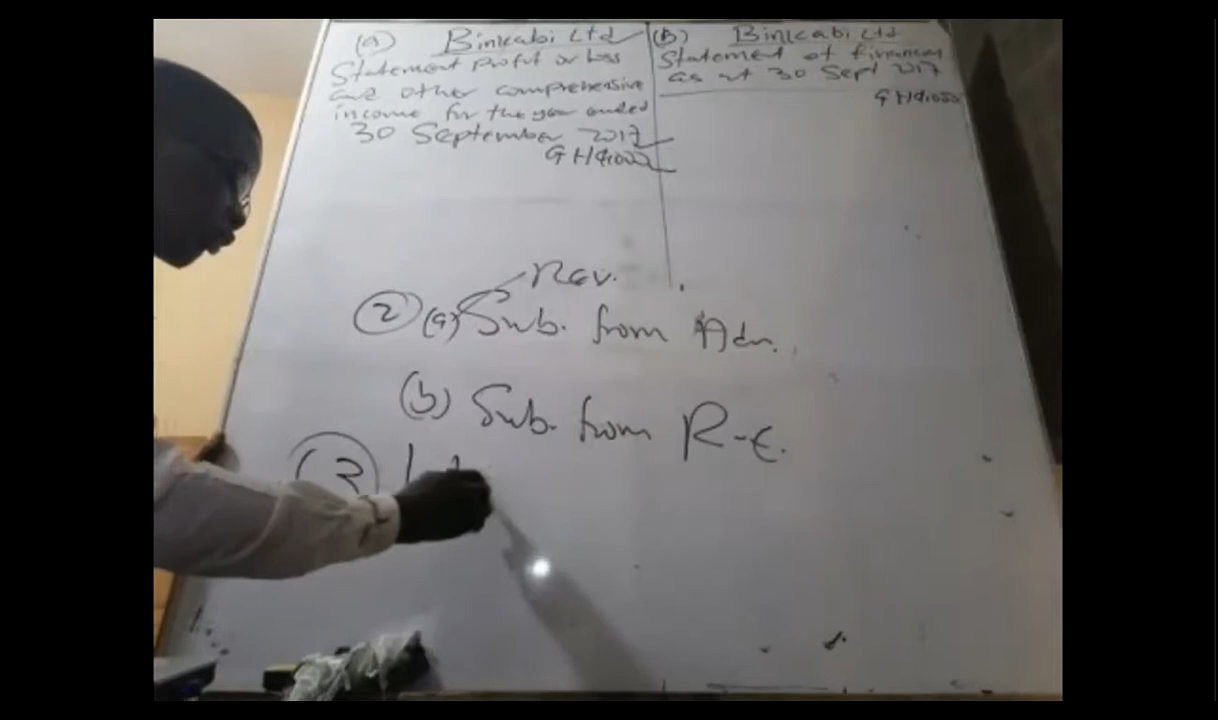 (a) Binkabi Ltd
Statement profit or loss
and other comprehensive
income for the year ended
30 September 2017
GH¢'000
(b) Binkabi Ltd
Statement of financial
as at 30 Sept 2017
GH¢'000
Rev.
② (a) Sub. from Adm.
(b) Sub. from R-E.
③